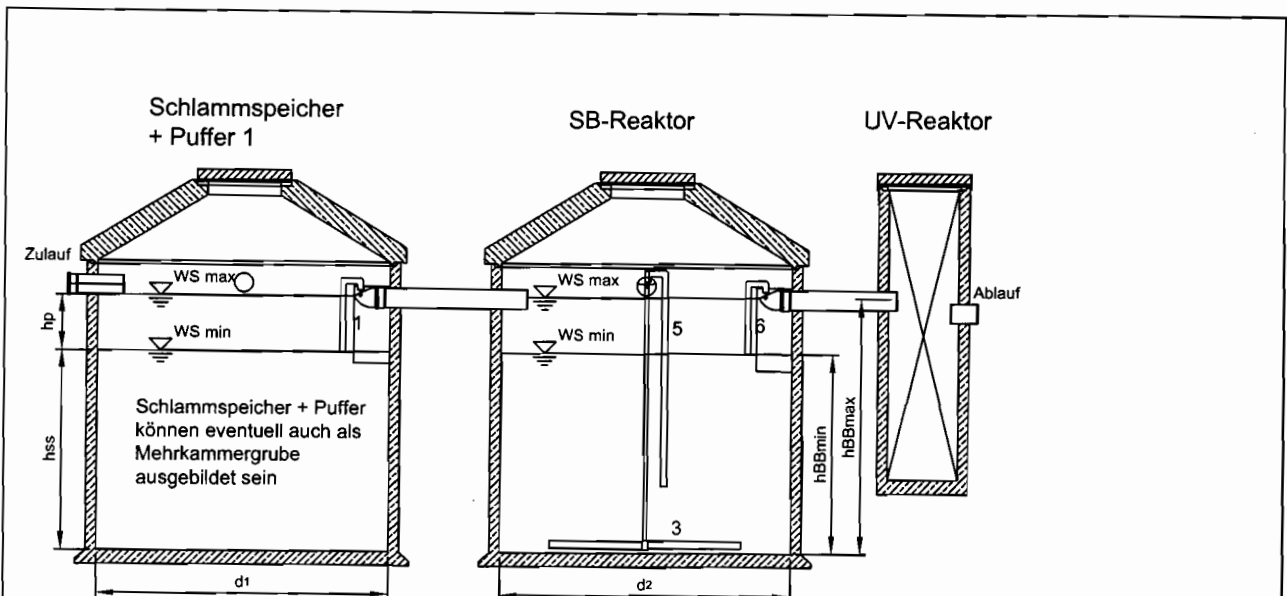 Schlammspeicher
+ Puffer 1
SB-Reaktor
UV-Reaktor
Zulauf
WS max
WS max
Ablauf
hp
1
5
6
WS min
WS min
Schlammspeicher + Puffer
können eventuell auch als
Mehrkammergrube
ausgebildet sein
hss
hBBmin
hBBmax
3
d1
d2